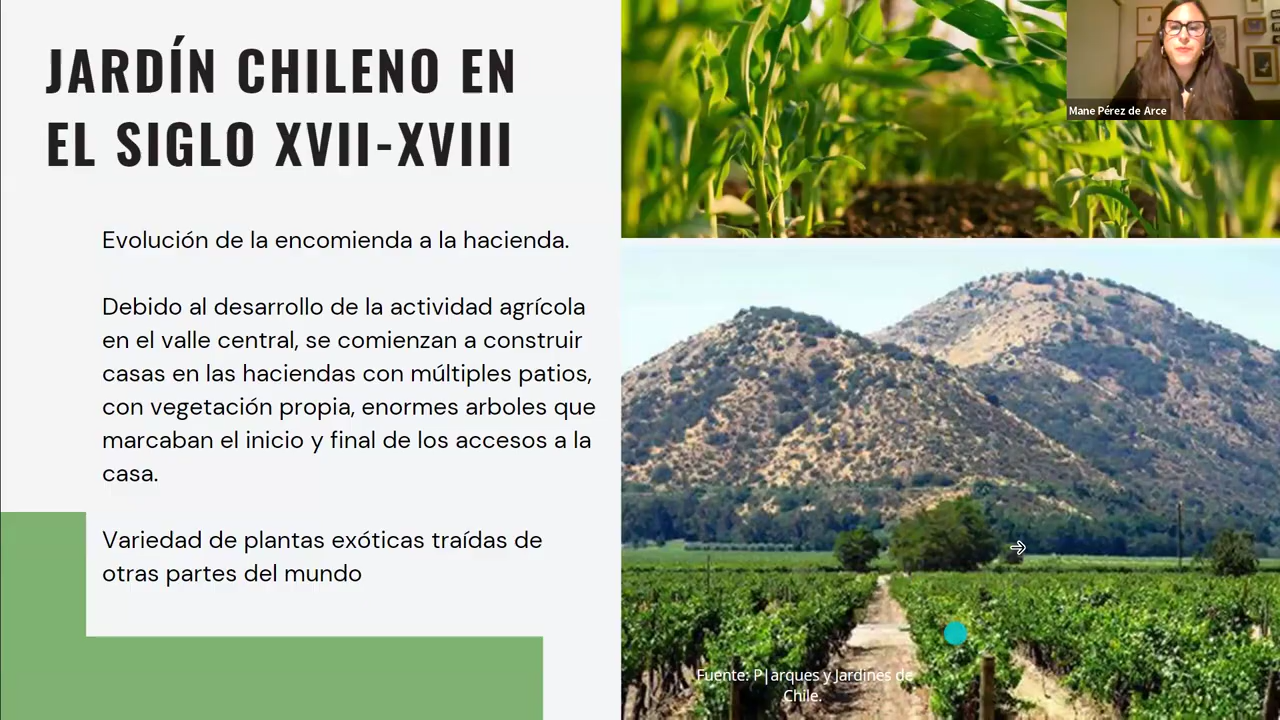 JARDÍN CHILENO EN
EL SIGLO XVII-XVIII
Evolución de la encomienda a la hacienda.
Debido al desarrollo de la actividad agrícola
en el valle central, se comienzan a construir
casas en las haciendas con múltiples patios,
con vegetación propia, enormes arboles que
marcaban el inicio y final de los accesos a la
casa.
Variedad de plantas exóticas traídas de
otras partes del mundo
Mane Pérez de Arce
Fuente: P|arques y Jardines de
Chile.